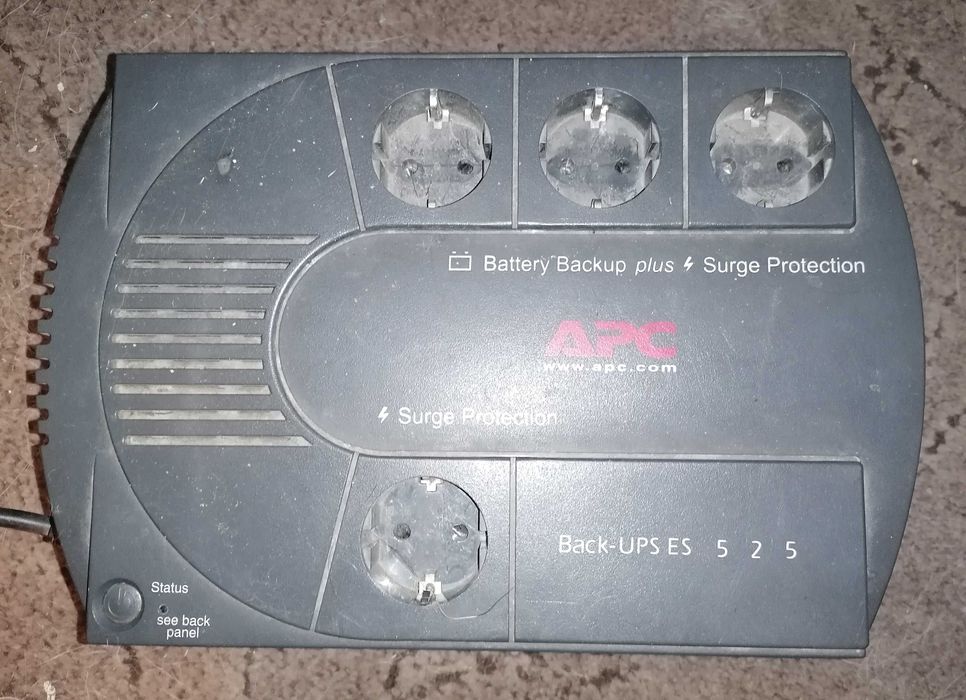 Battery Backup plus Surge Protection
APC
www.apc.com
Surge Protection
Back-UPS ES 5 2 5
Status
see back
panel